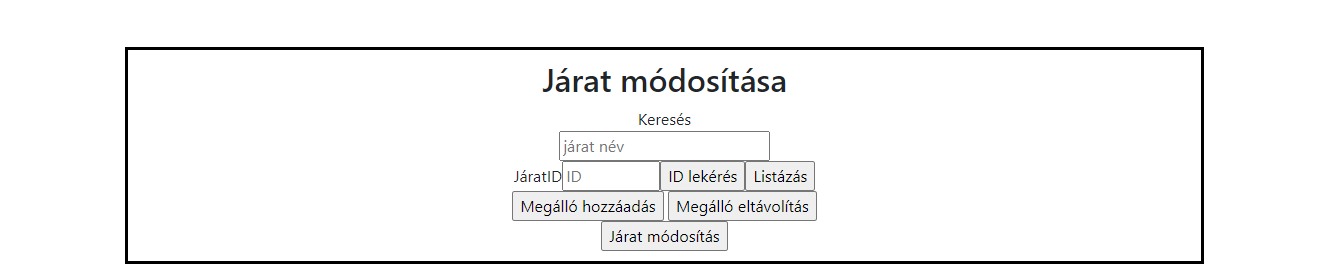 Járat módosítása
Keresés
járat név
JáratID ID ID lekérés Listázás
Megálló hozzáadás Megálló eltávolítás
Járat módosítás